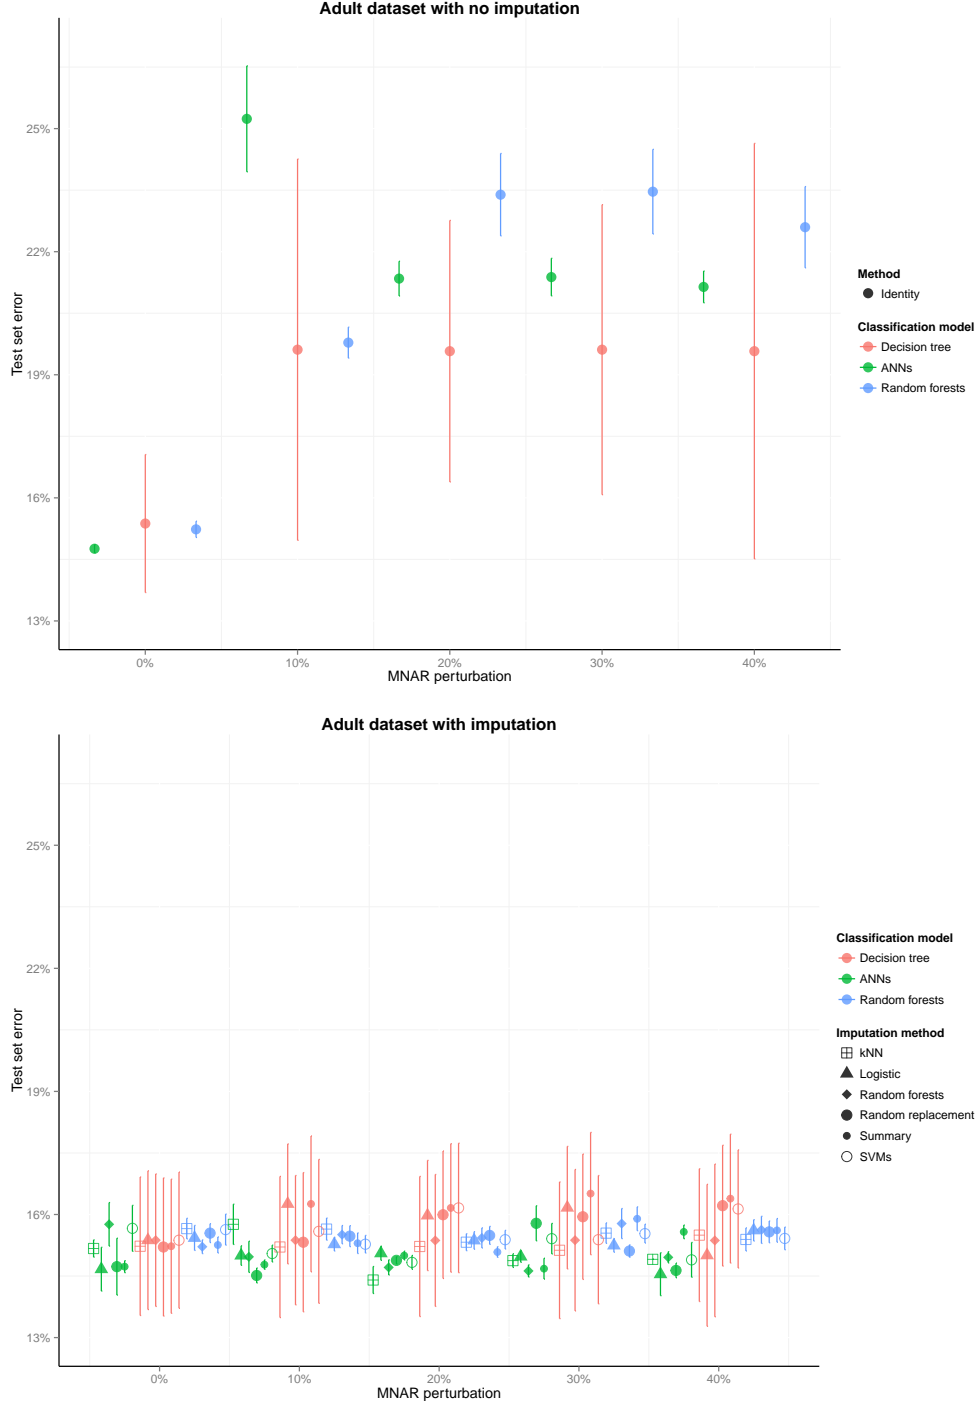 Adult dataset with no imputation
25%
22%
19%
16%
13%
Test set error
0%
10%
20%
30%
40%
MNAR perturbation
Method
Identity
Classification model
Decision tree
ANNs
Random forests
Adult dataset with imputation
25%
22%
19%
16%
13%
Test set error
0%
10%
20%
30%
40%
MNAR perturbation
Classification model
Decision tree
ANNs
Random forests
Imputation method
kNN
Logistic
Random forests
Random replacement
Summary
SVMs